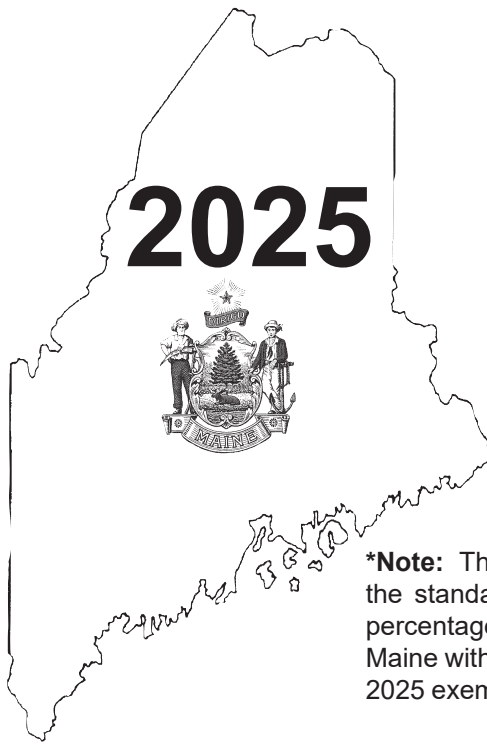 2025
DIRIGO
MAINE
*Note: Th
the standa
percentage
Maine with
2025 exem